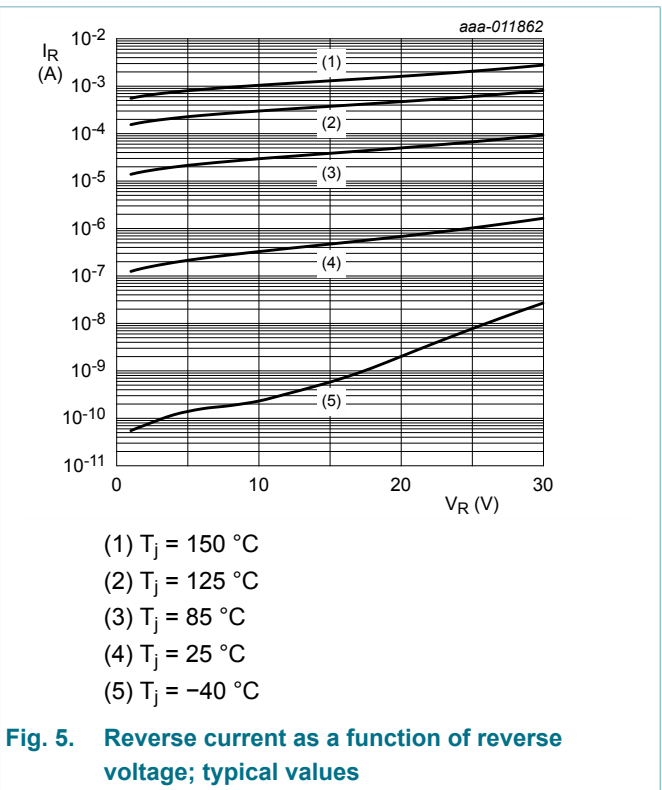 aaa-011862
I_R
(A)
10^-2
10^-3
10^-4
10^-5
10^-6
10^-7
10^-8
10^-9
10^-10
10^-11
(1)
(2)
(3)
(4)
(5)
0 10 20 30
V_R (V)
(1) T_j = 150 °C
(2) T_j = 125 °C
(3) T_j = 85 °C
(4) T_j = 25 °C
(5) T_j = −40 °C
Fig. 5. Reverse current as a function of reverse
voltage; typical values